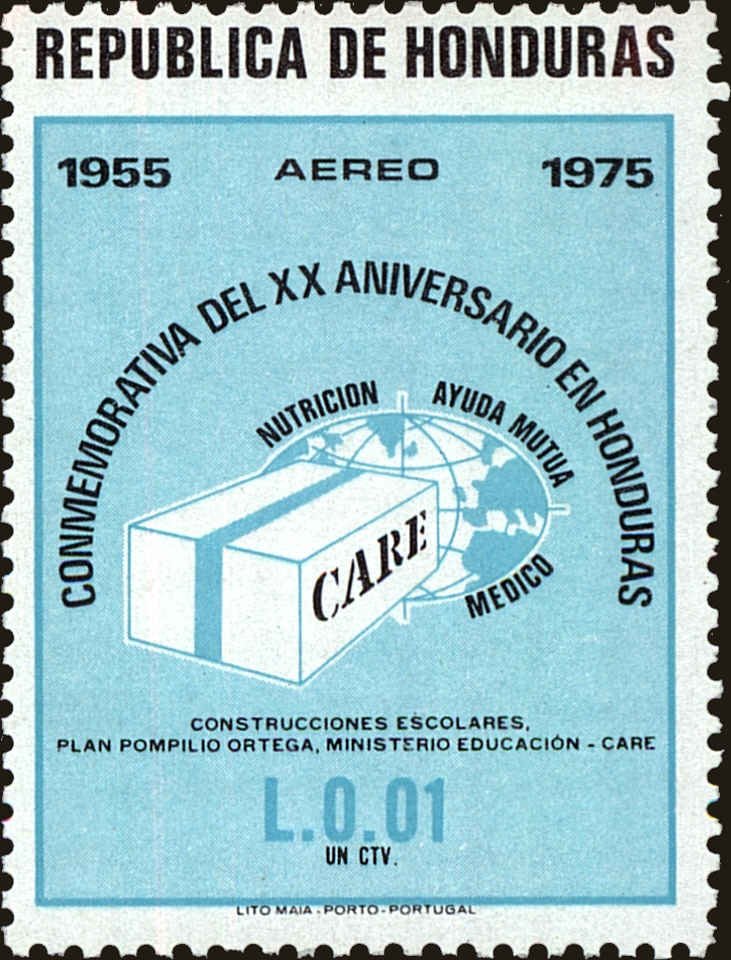 REPUBLICA DE HONDURAS
1955 AEREO 1975
CONMEMORATIVA DEL XX ANIVERSARIO EN HONDURAS
NUTRICION AYUDA MUTUA
MEDICO
CARE
CONSTRUCCIONES ESCOLARES,
PLAN POMPILIO ORTEGA, MINISTERIO EDUCACIÓN - CARE
L.0.01
UN CTV.
LITO MAIA - PORTO - PORTUGAL